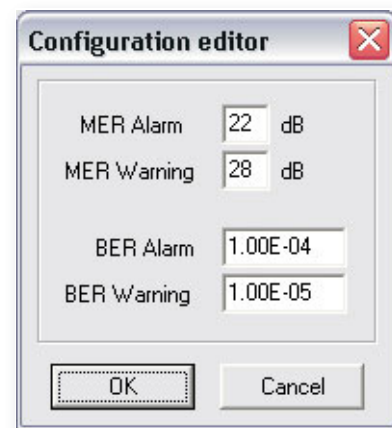 Configuration editor
MER Alarm 22 dB
MER Warning 28 dB
BER Alarm 1.00E-04
BER Warning 1.00E-05
OK Cancel